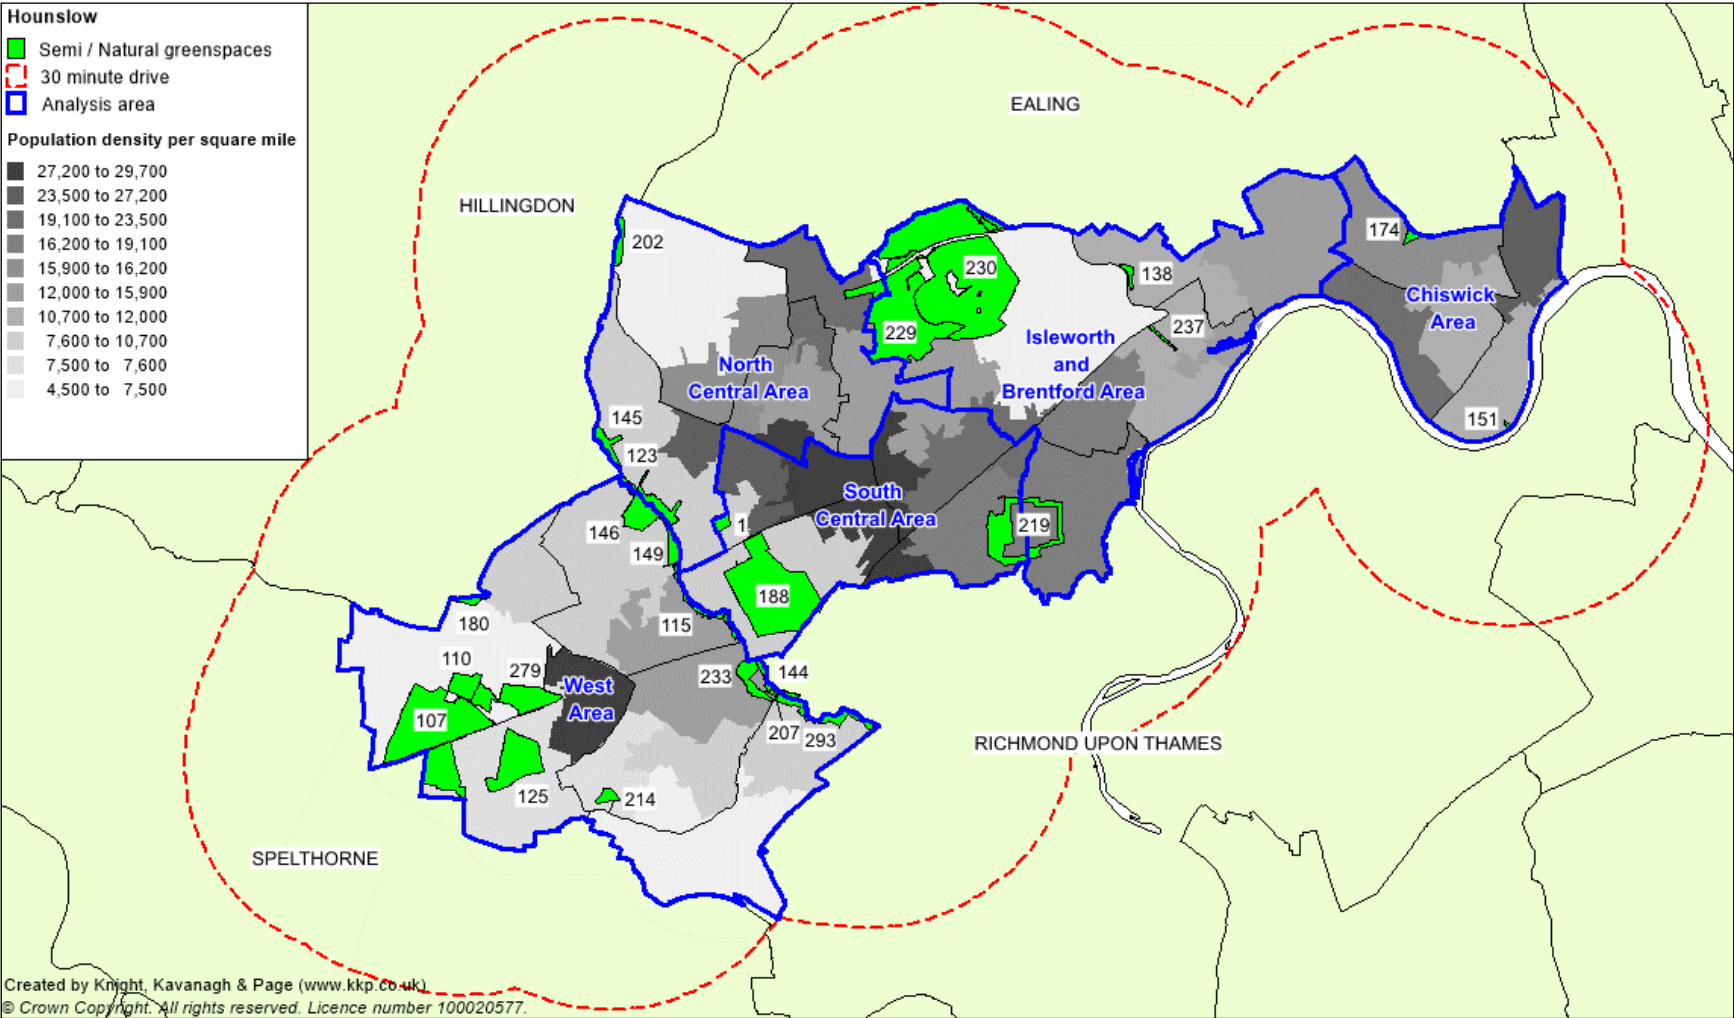 Hounslow
Semi / Natural greenspaces
30 minute drive
Analysis area
Population density per square mile
27,200 to 29,700
23,500 to 27,200
19,100 to 23,500
16,200 to 19,100
15,900 to 16,200
12,000 to 15,900
10,700 to 12,000
7,600 to 10,700
7,500 to 7,600
4,500 to 7,500
EALING
HILLINGDON
202
174
230
138
Chiswick
Area
229
237
Isleworth
and
Brentford Area
North
Central Area
145
151
123
South
Central Area
1
219
146
149
188
115
180
110
279
233
144
West
Area
107
207
293
RICHMOND UPON THAMES
125
214
SPELTHORNE
Created by Knight, Kavanagh & Page (www.kkp.co.uk)
© Crown Copyright. All rights reserved. Licence number 100020577.